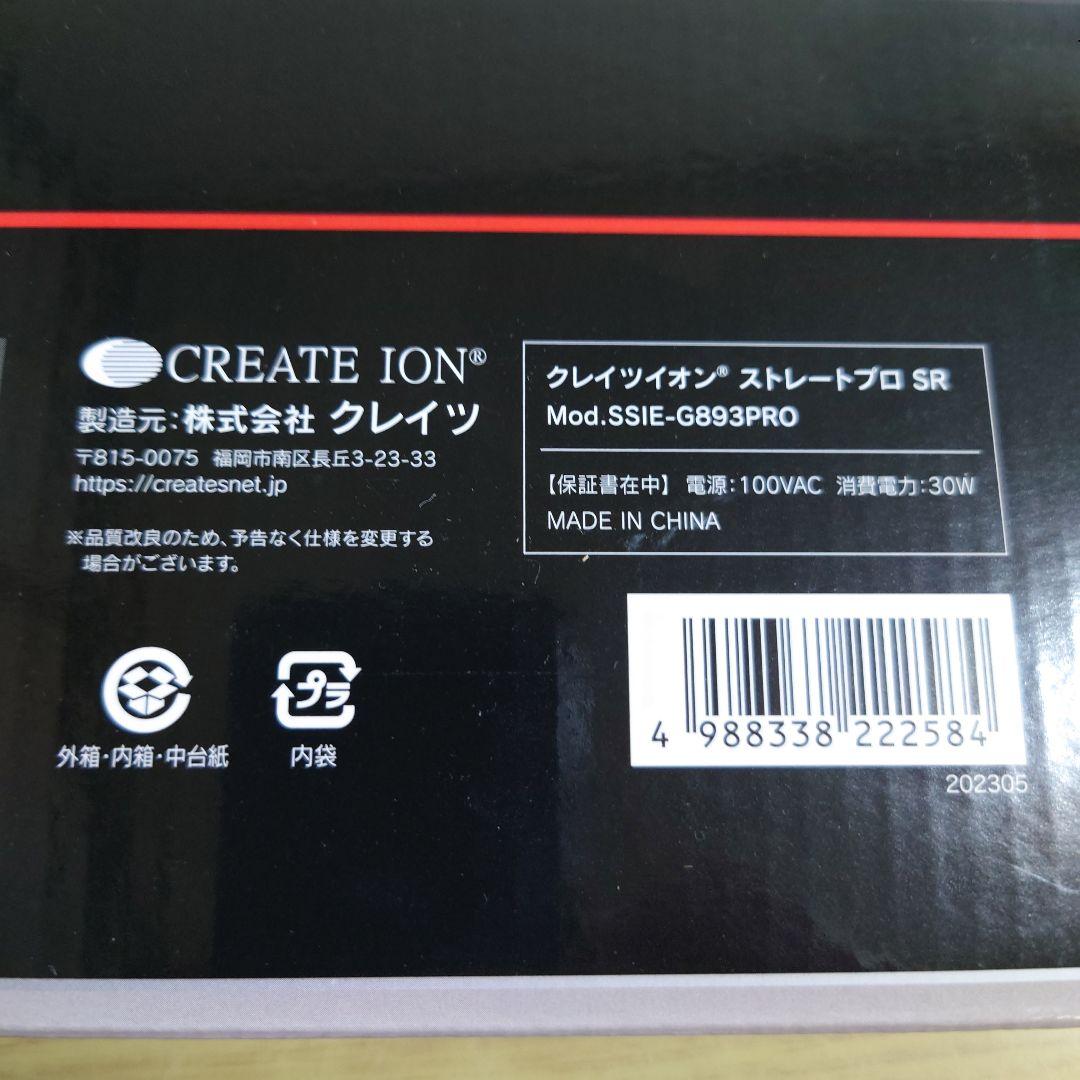 CREATE ION®
製造元：株式会社 クレイツ
〒815-0075 福岡市南区長丘3-23-33
https://createsnet.jp
※品質改良のため、予告なく仕様を変更する
場合がございます。
クレイツイオン® ストレートプロ SR
Mod.SSIE-G893PRO
【保証書在中】 電源：100VAC 消費電力：30W
MADE IN CHINA
プラ
外箱・内箱・中台紙
内袋
4 988338 222584
202305